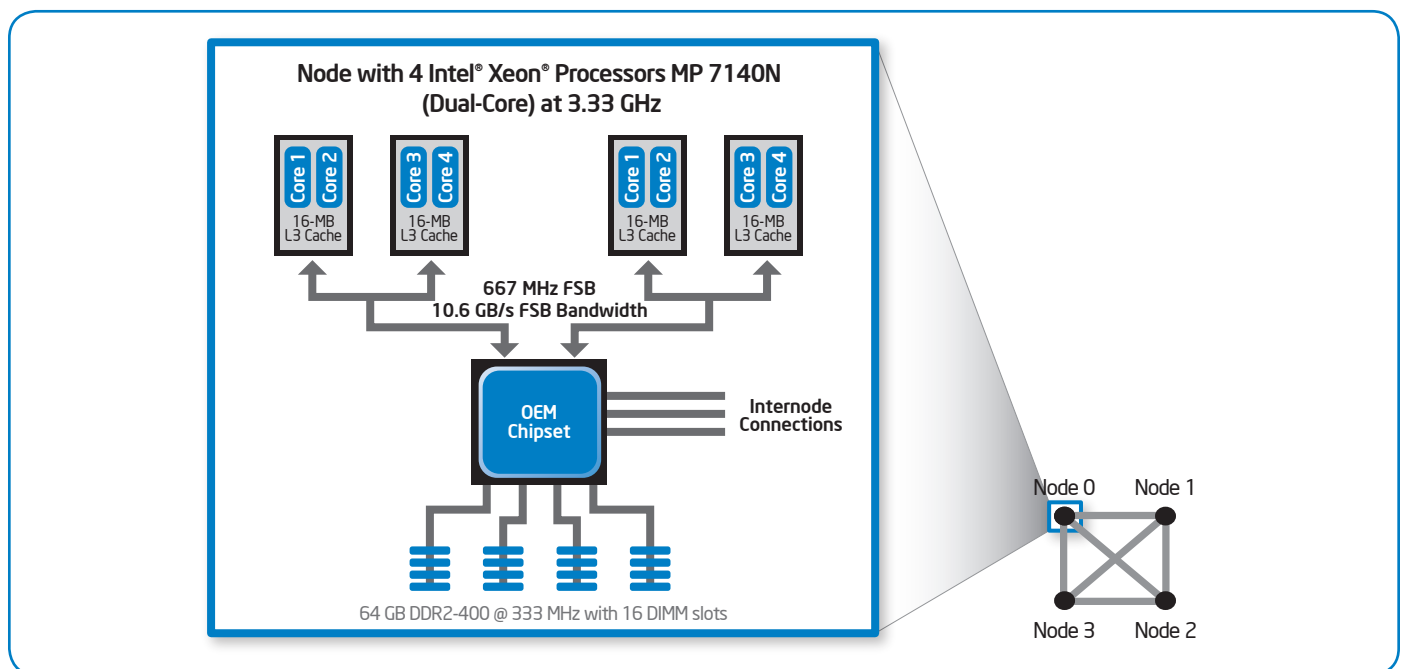 Node with 4 Intel® Xeon® Processors MP 7140N
(Dual-Core) at 3.33 GHz
Core 1
Core 2
16-MB
L3 Cache
Core 3
Core 4
16-MB
L3 Cache
Core 1
Core 2
16-MB
L3 Cache
Core 3
Core 4
16-MB
L3 Cache
667 MHz FSB
10.6 GB/s FSB Bandwidth
OEM
Chipset
Internode
Connections
64 GB DDR2-400 @ 333 MHz with 16 DIMM slots
Node 0
Node 1
Node 3
Node 2